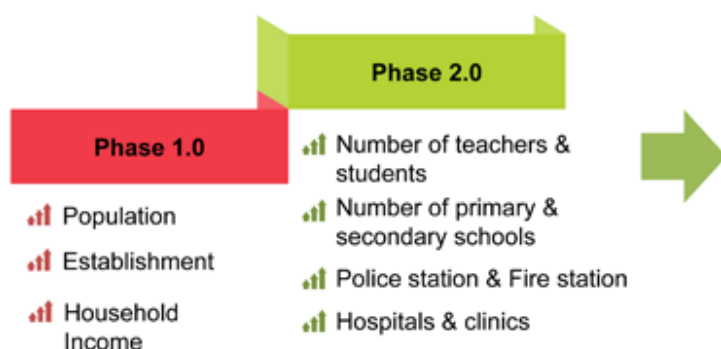 Phase 1.0
Population
Establishment
Household
Income
Phase 2.0
Number of teachers &
students
Number of primary &
secondary schools
Police station & Fire station
Hospitals & clinics